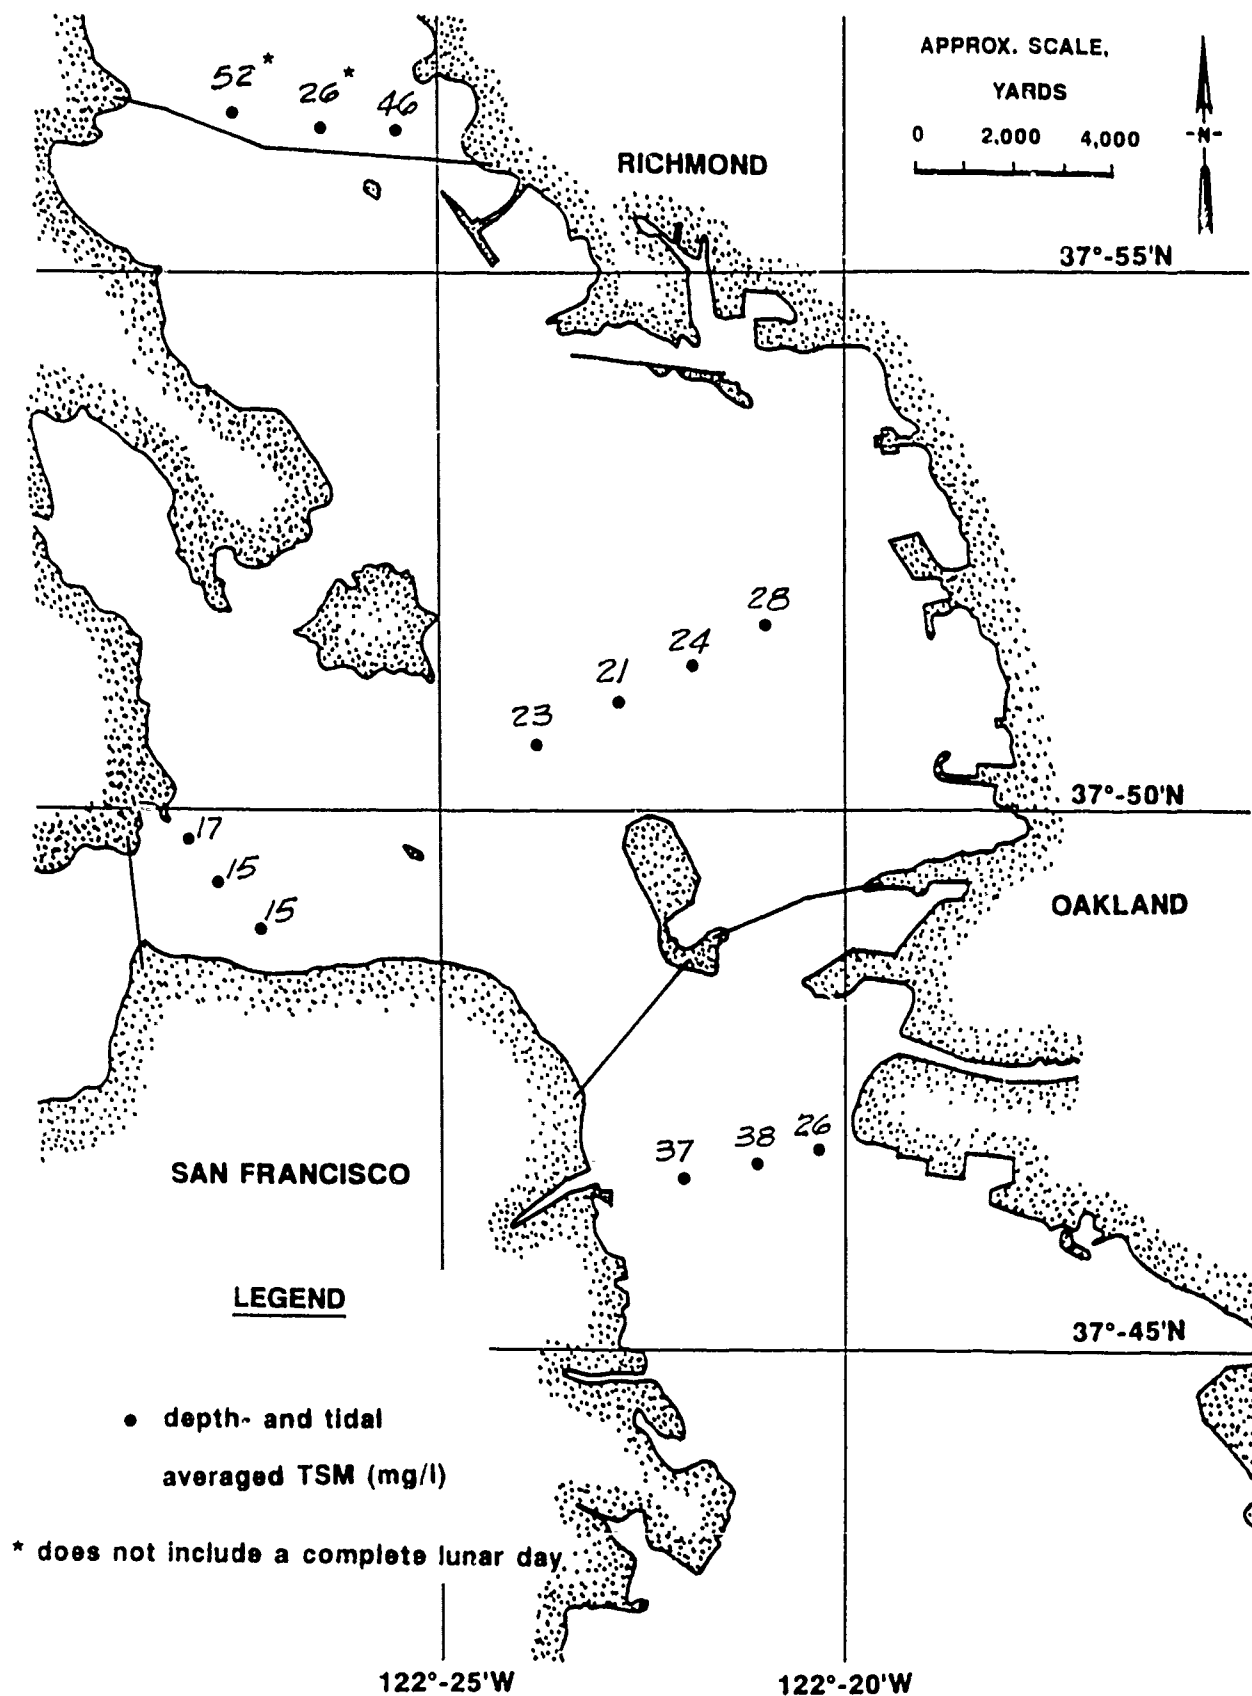 APPROX. SCALE,
YARDS
0 2,000 4,000
-N-
52*
26*
46
RICHMOND
37°-55'N
28
24
21
23
37°-50'N
17
15
15
OAKLAND
37
38
26
SAN FRANCISCO
LEGEND
37°-45'N
● depth- and tidal
averaged TSM (mg/l)
* does not include a complete lunar day.
122°-25'W
122°-20'W